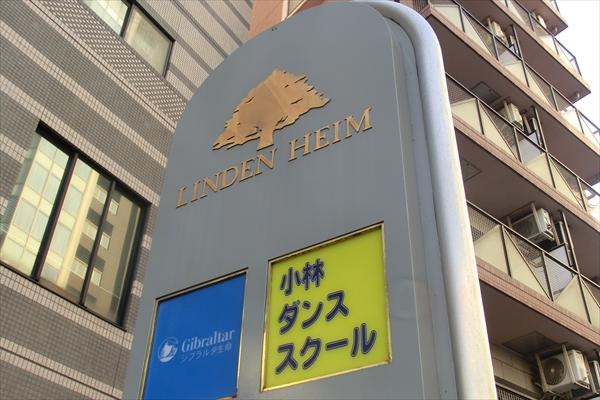 LINDEN HEIM
Gibraltar
ジブラルタ生命
小林
ダンス
スクール